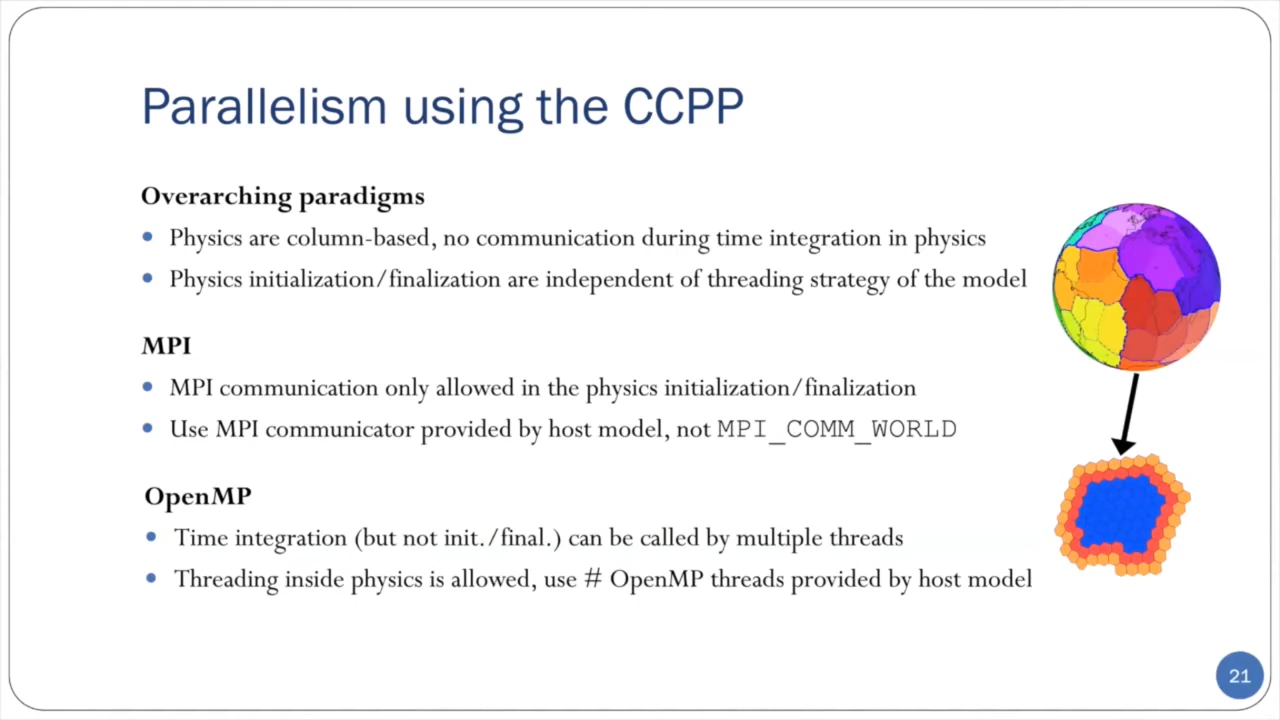 Parallelism using the CCPP
Overarching paradigms
• Physics are column-based, no communication during time integration in physics
• Physics initialization/finalization are independent of threading strategy of the model
MPI
• MPI communication only allowed in the physics initialization/finalization
• Use MPI communicator provided by host model, not MPI_COMM_WORLD
OpenMP
• Time integration (but not init./final.) can be called by multiple threads
• Threading inside physics is allowed, use # OpenMP threads provided by host model
21